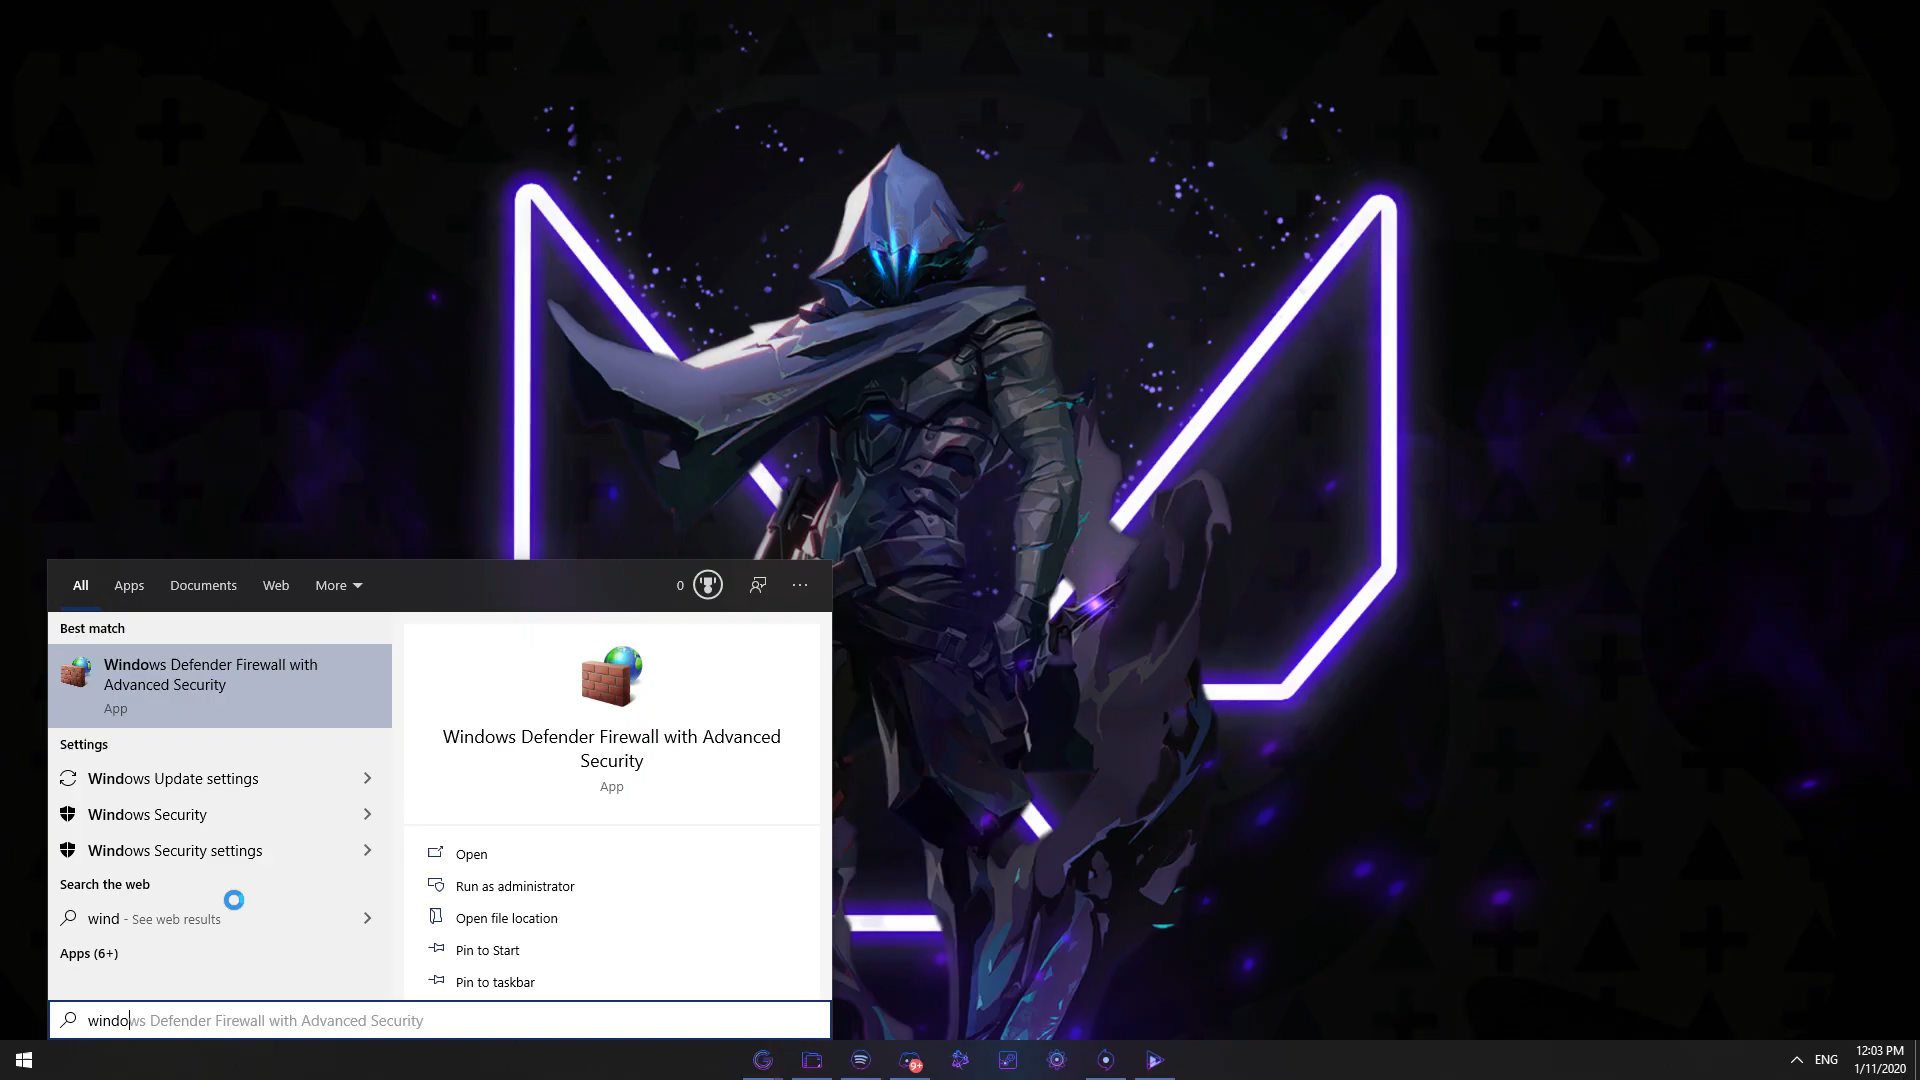 All Apps Documents Web More 0
Best match
Windows Defender Firewall with
Advanced Security
App
Settings
Windows Update settings
Windows Security
Windows Security settings
Search the web
wind - See web results
Apps (6+)
Windows Defender Firewall with Advanced
Security
App
Open
Run as administrator
Open file location
Pin to Start
Pin to taskbar
windows Defender Firewall with Advanced Security
9+
ENG
12:03 PM
1/11/2020